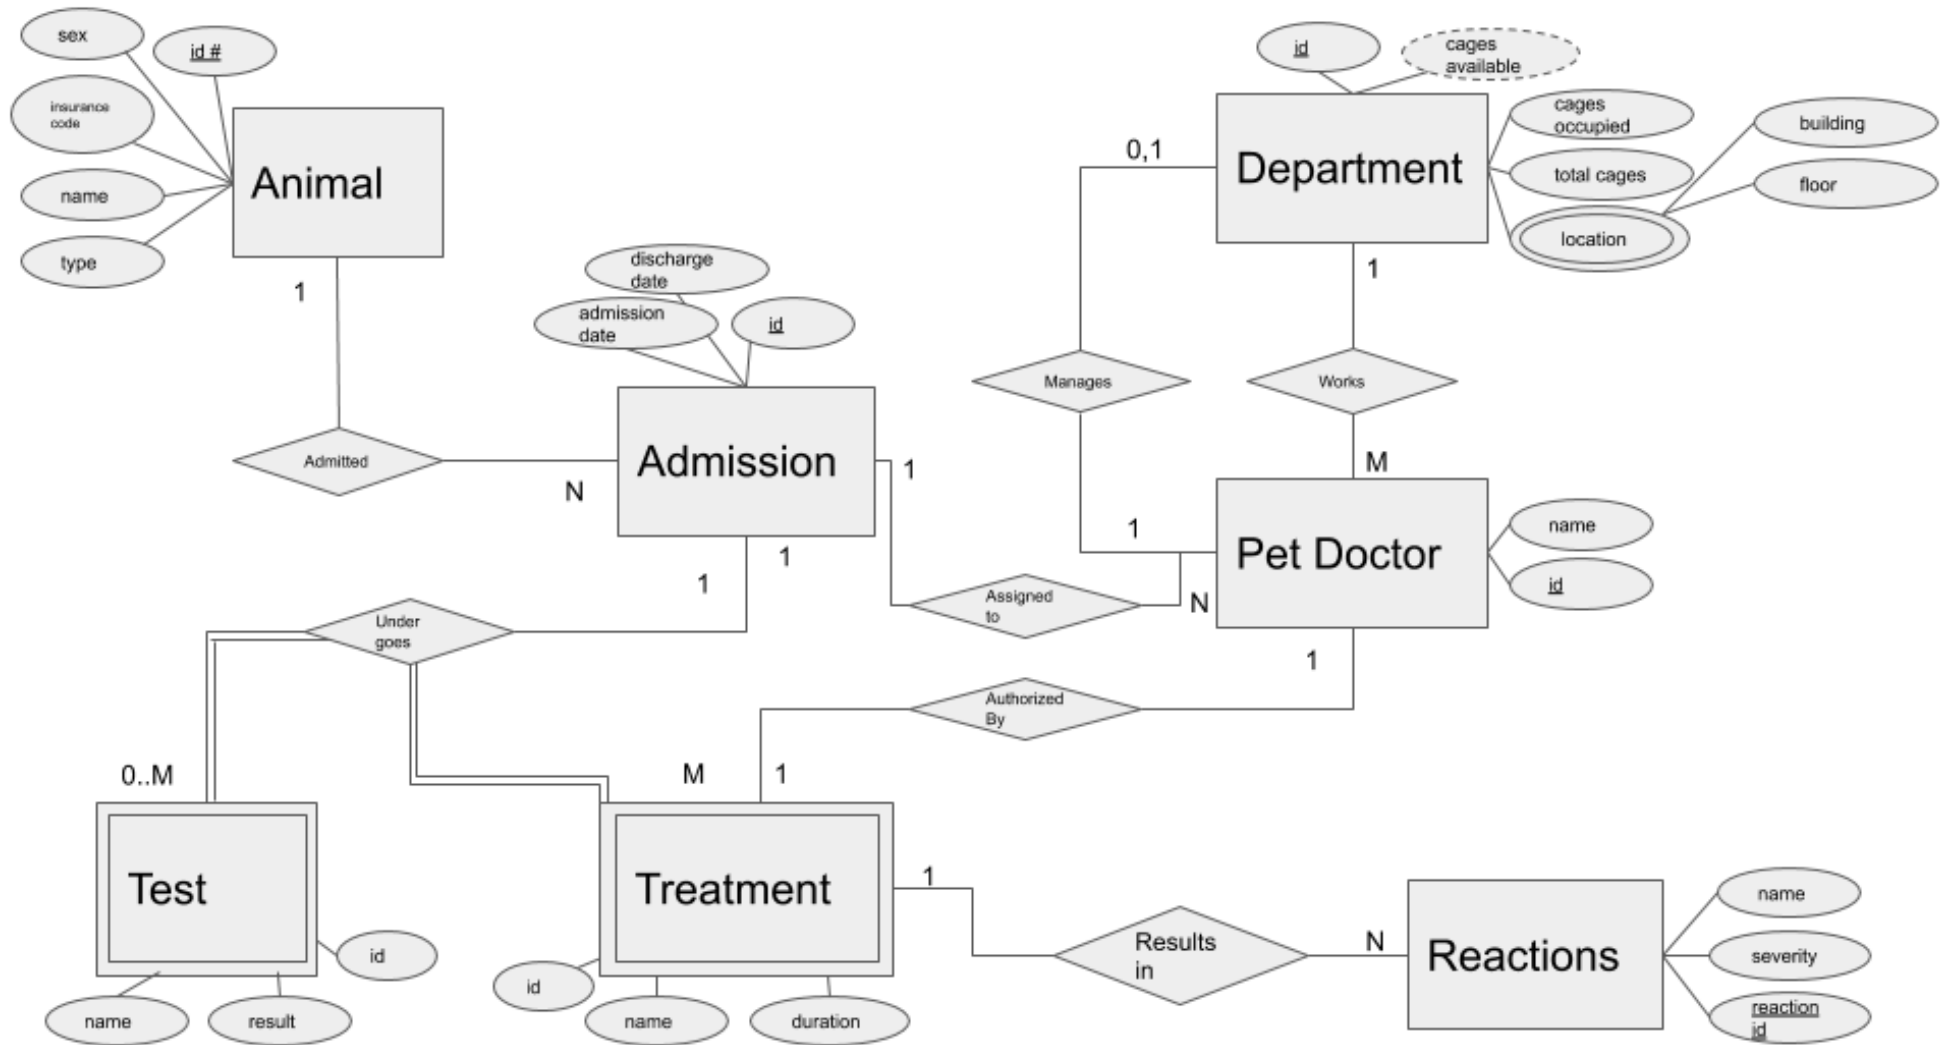 sex
id #
insurance
code
name
type
Animal
1
Admitted
N
discharge
date
admission
date
id
Admission
1
1
1
id
cages
available
cages
occupied
total cages
location
building
floor
Department
0,1
1
Manages
Works
M
1
Pet Doctor
name
id
Assigned
to
N
1
Under
goes
Authorized
By
0..M
M
1
Test
id
name
result
Treatment
id
name
duration
1
Results
in
N
Reactions
name
severity
reaction
id